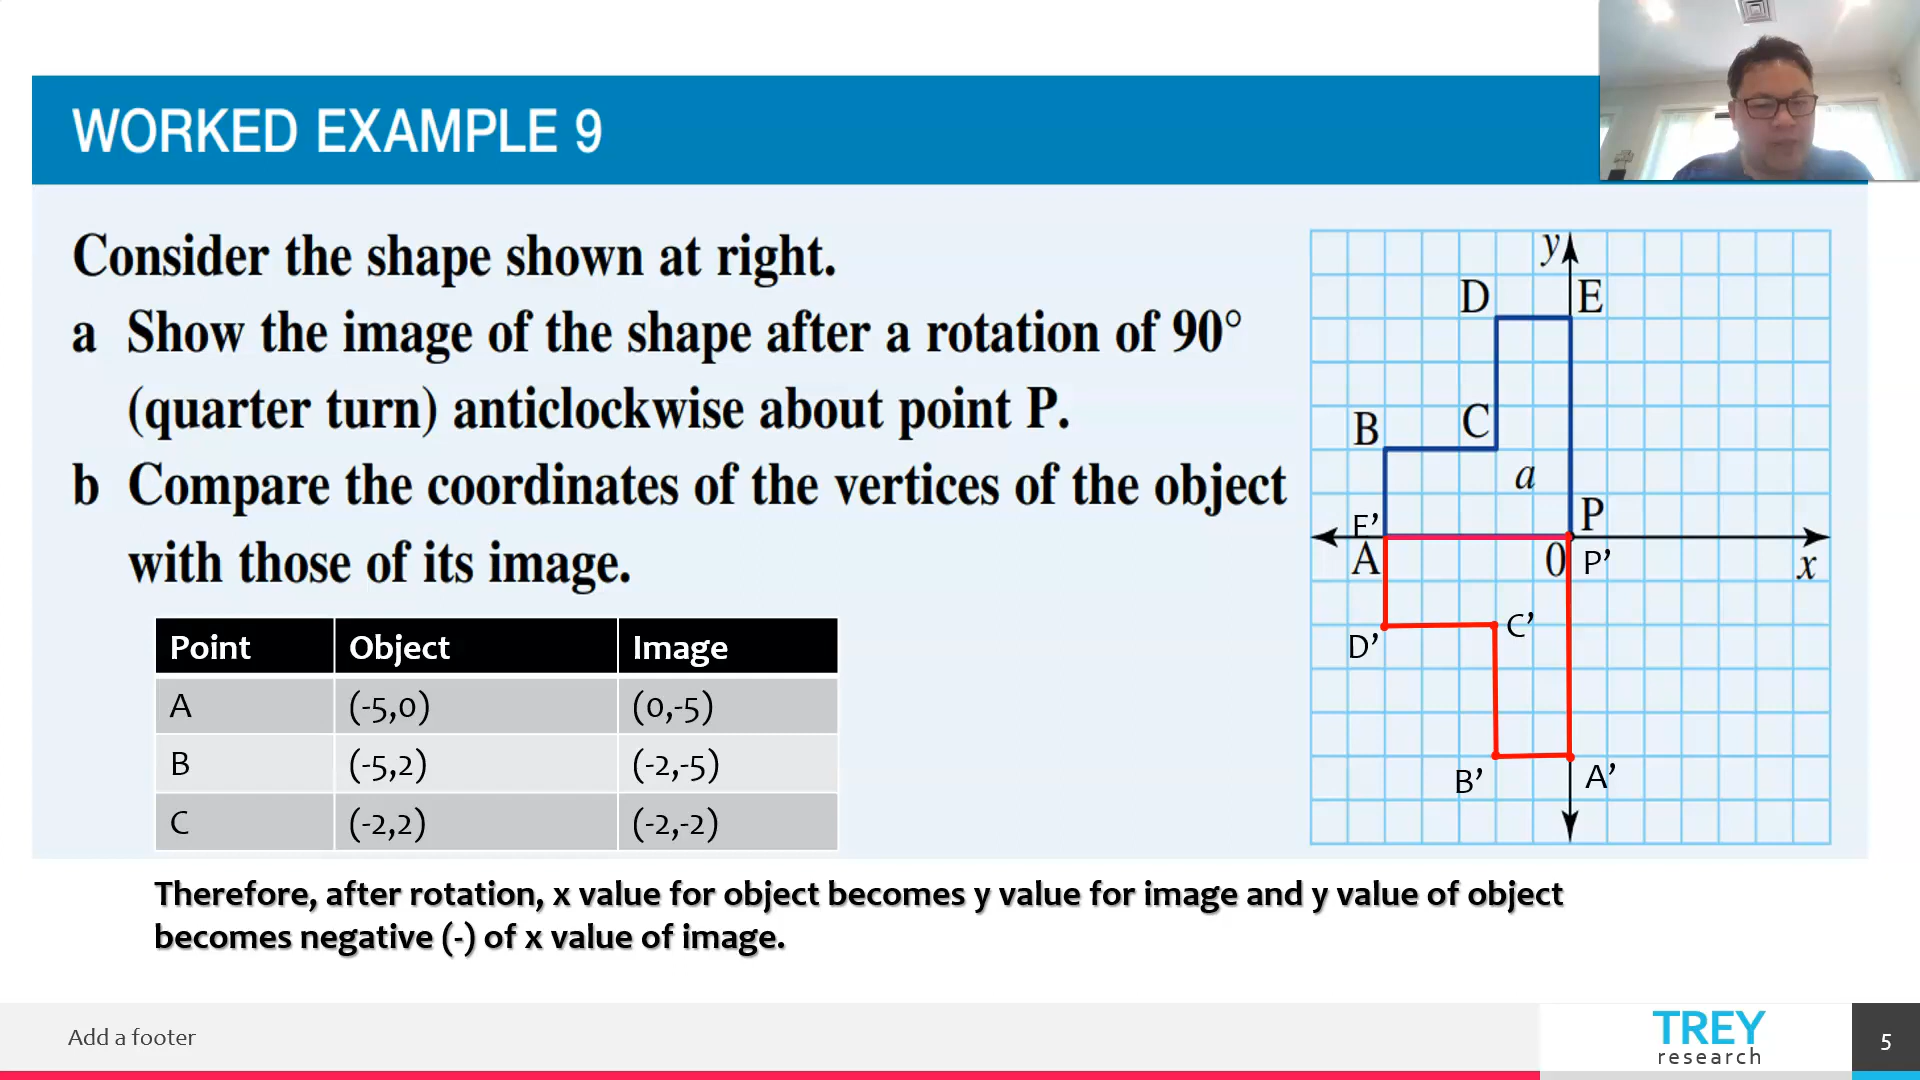 WORKED EXAMPLE 9
Consider the shape shown at right.
a Show the image of the shape after a rotation of 90°
(quarter turn) anticlockwise about point P.
b Compare the coordinates of the vertices of the object
with those of its image.
Point Object Image
A (-5,0) (0,-5)
B (-5,2) (-2,-5)
C (-2,2) (-2,-2)
y
D E
B C
a
E' P
A 0 P' x
D' C'
B' A'
Therefore, after rotation, x value for object becomes y value for image and y value of object
becomes negative (-) of x value of image.
Add a footer
TREY
research
5